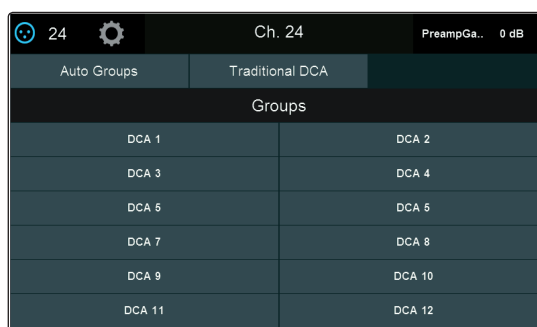 24 Ch. 24 PreampGa.. 0 dB
Auto Groups Traditional DCA
Groups
DCA 1 DCA 2
DCA 3 DCA 4
DCA 5 DCA 5
DCA 7 DCA 8
DCA 9 DCA 10
DCA 11 DCA 12